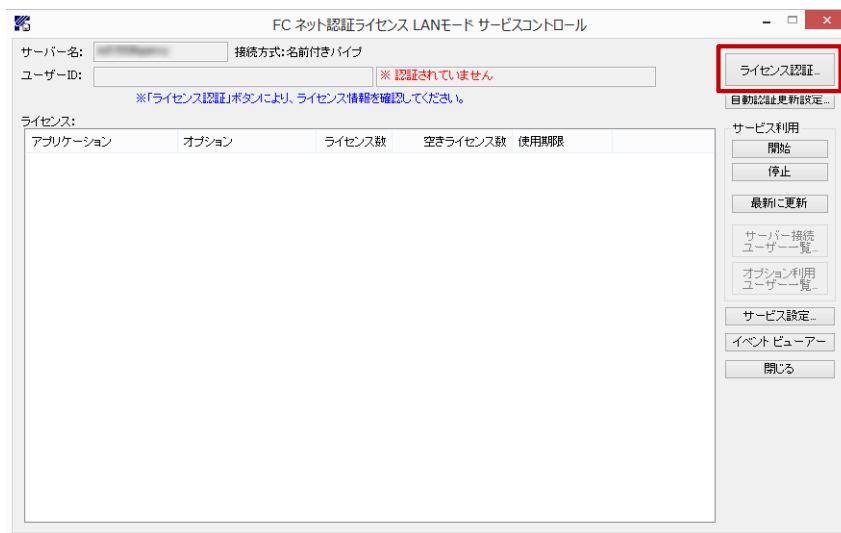 FC ネット認証ライセンス LANモード サービスコントロール
サーバー名: 接続方式:名前付きパイプ
ユーザーID: ※ 認証されていません
※「ライセンス認証」ボタンにより、ライセンス情報を確認してください。
ライセンス:
アプリケーション オプション ライセンス数 空きライセンス数 使用期限
ライセンス認証...
自動認証更新設定...
サービス利用
開始
停止
最新に更新
サーバー接続
ユーザー一覧...
オプション利用
ユーザー一覧...
サービス設定...
イベント ビューアー
閉じる